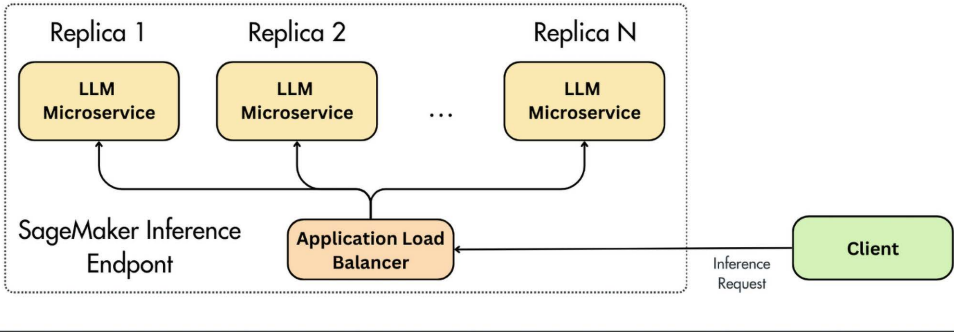 Replica 1
Replica 2
Replica N
LLM
Microservice
LLM
Microservice
...
LLM
Microservice
SageMaker Inference
Endpont
Application Load
Balancer
Inference
Request
Client